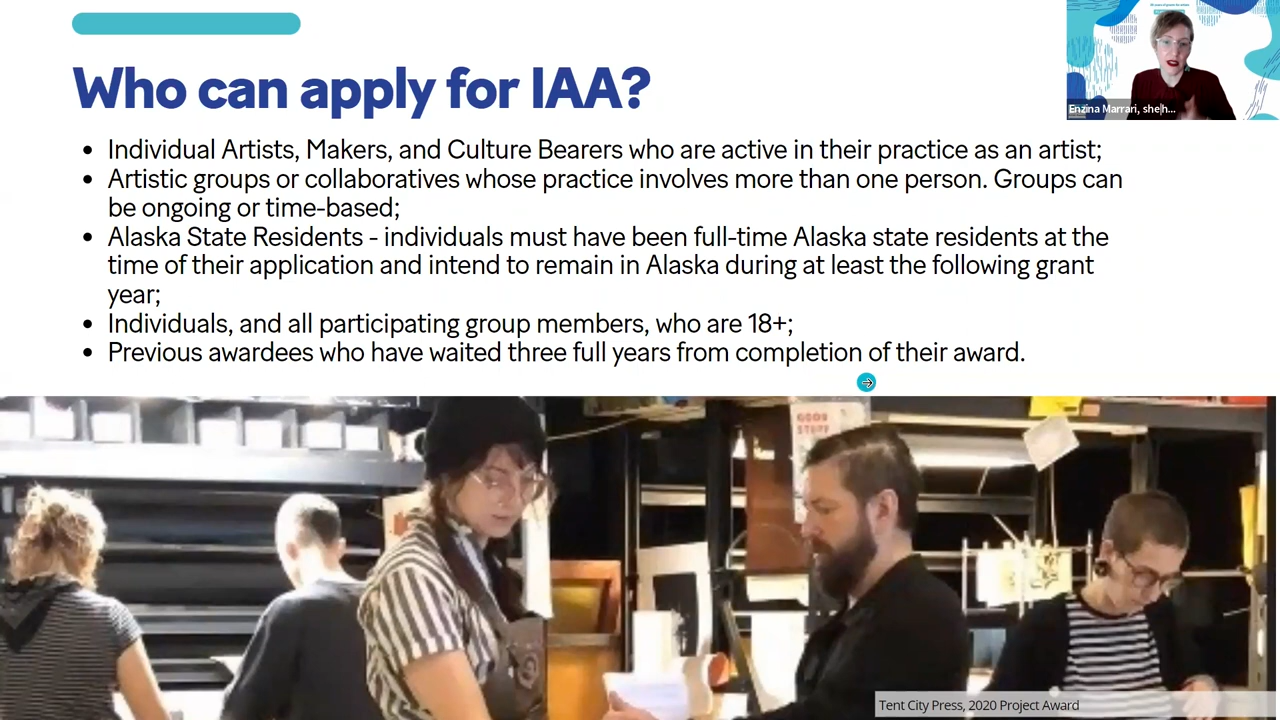 Who can apply for IAA?
• Individual Artists, Makers, and Culture Bearers who are active in their practice as an artist;
• Artistic groups or collaboratives whose practice involves more than one person. Groups can
be ongoing or time-based;
• Alaska State Residents - individuals must have been full-time Alaska state residents at the
time of their application and intend to remain in Alaska during at least the following grant
year;
• Individuals, and all participating group members, who are 18+;
• Previous awardees who have waited three full years from completion of their award.
Enzina Marrari, she|h...
GOOD
STUFF
Tent City Press, 2020 Project Award